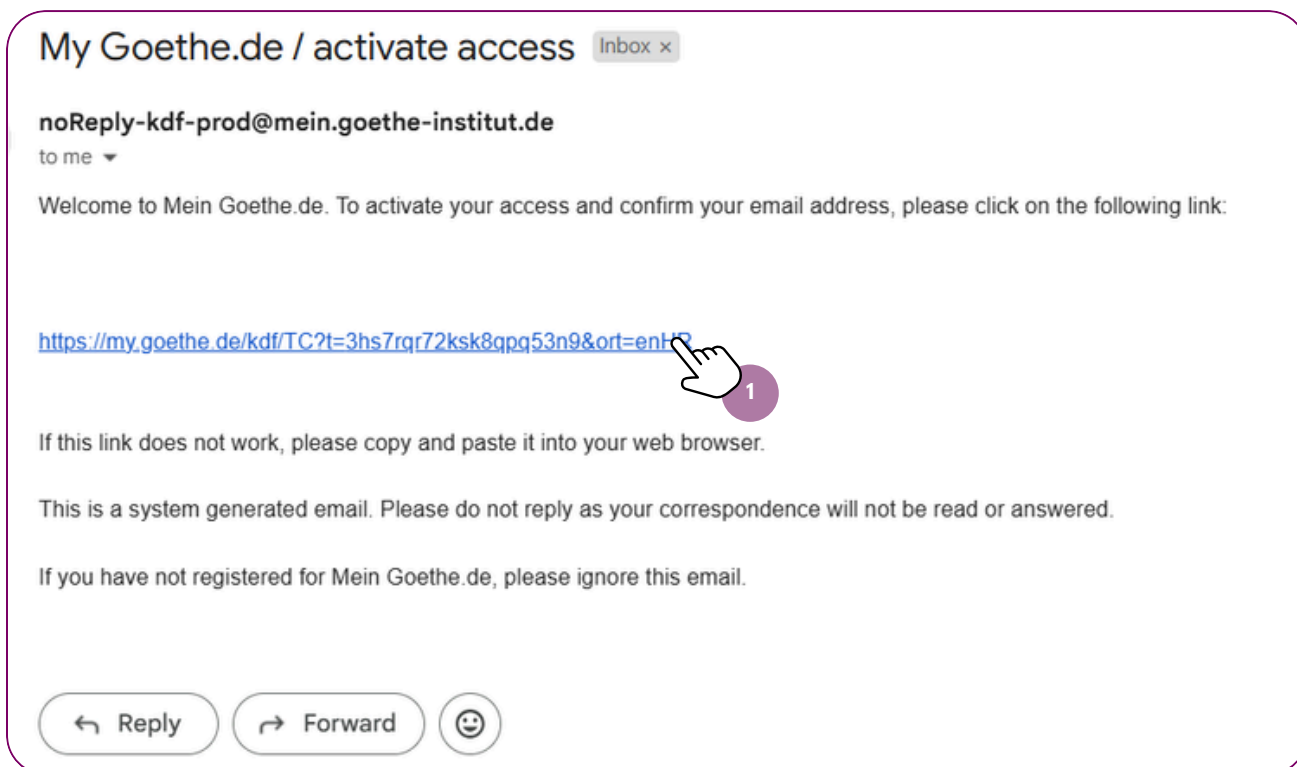 My Goethe.de / activate access Inbox ×
noReply-kdf-prod@mein.goethe-institut.de
to me
Welcome to Mein Goethe.de. To activate your access and confirm your email address, please click on the following link:
https://my.goethe.de/kdf/TC?t=3hs7rqr72ksk8qpq53n9&ort=enHR
1
If this link does not work, please copy and paste it into your web browser.
This is a system generated email. Please do not reply as your correspondence will not be read or answered.
If you have not registered for Mein Goethe.de, please ignore this email.
Reply Forward